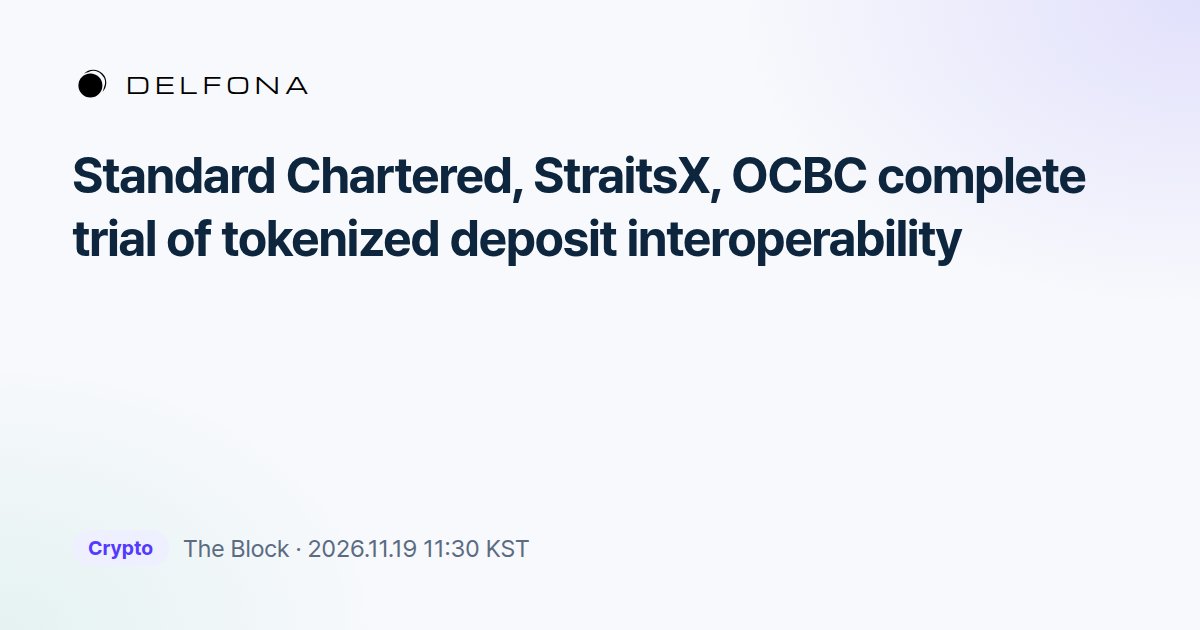 DELFONA
Standard Chartered, StraitsX, OCBC complete
trial of tokenized deposit interoperability
Crypto The Block · 2026.11.19 11:30 KST